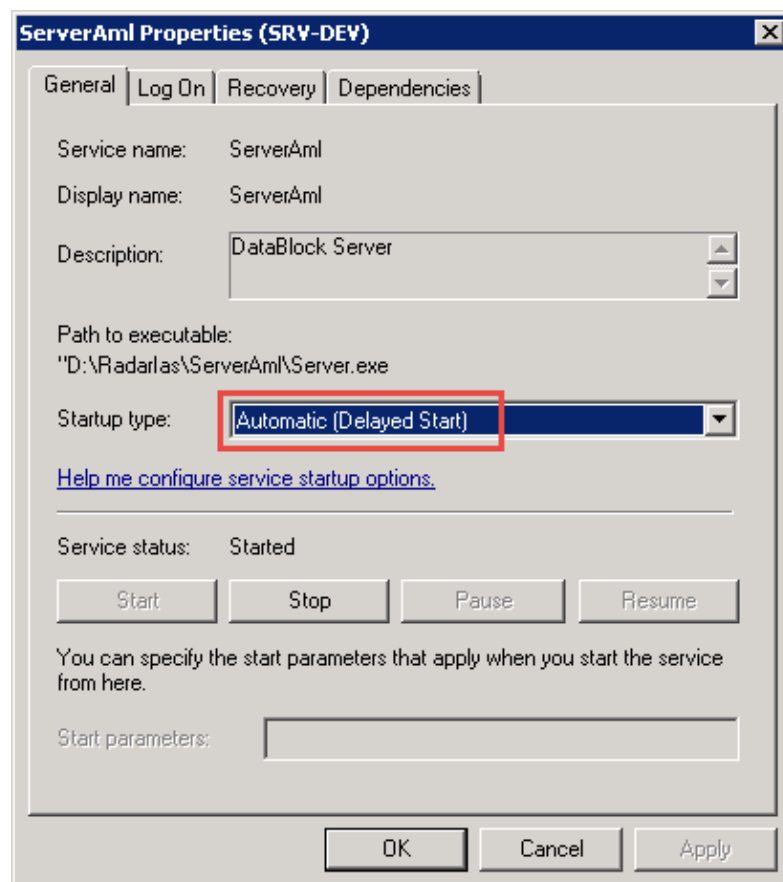 ServerAml Properties (SRV-DEV)
General Log On Recovery Dependencies
Service name: ServerAml
Display name: ServerAml
Description: DataBlock Server
Path to executable:
"D:\RadarIas\ServerAml\Server.exe
Startup type: Automatic (Delayed Start)
Help me configure service startup options.
Service status: Started
Start Stop Pause Resume
You can specify the start parameters that apply when you start the service
from here.
Start parameters:
OK Cancel Apply